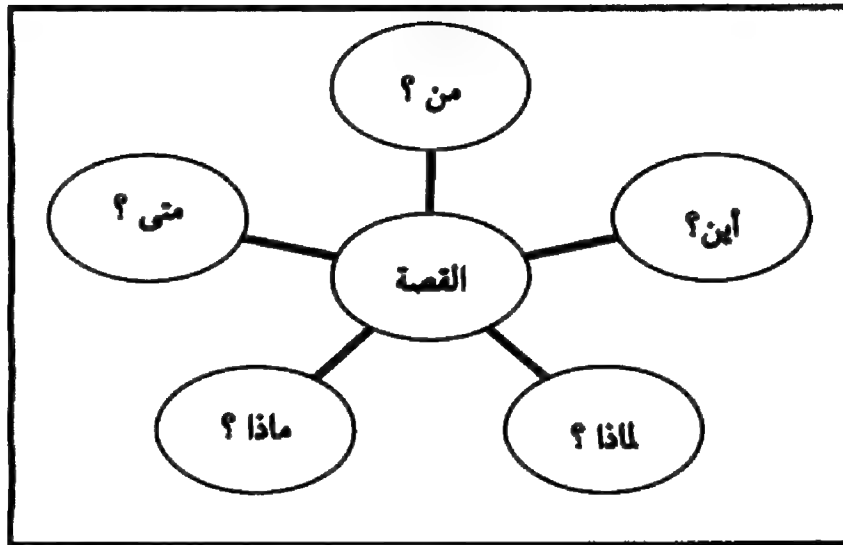 من ؟
أين؟
متى ؟
القصة
لماذا ؟
ماذا ؟